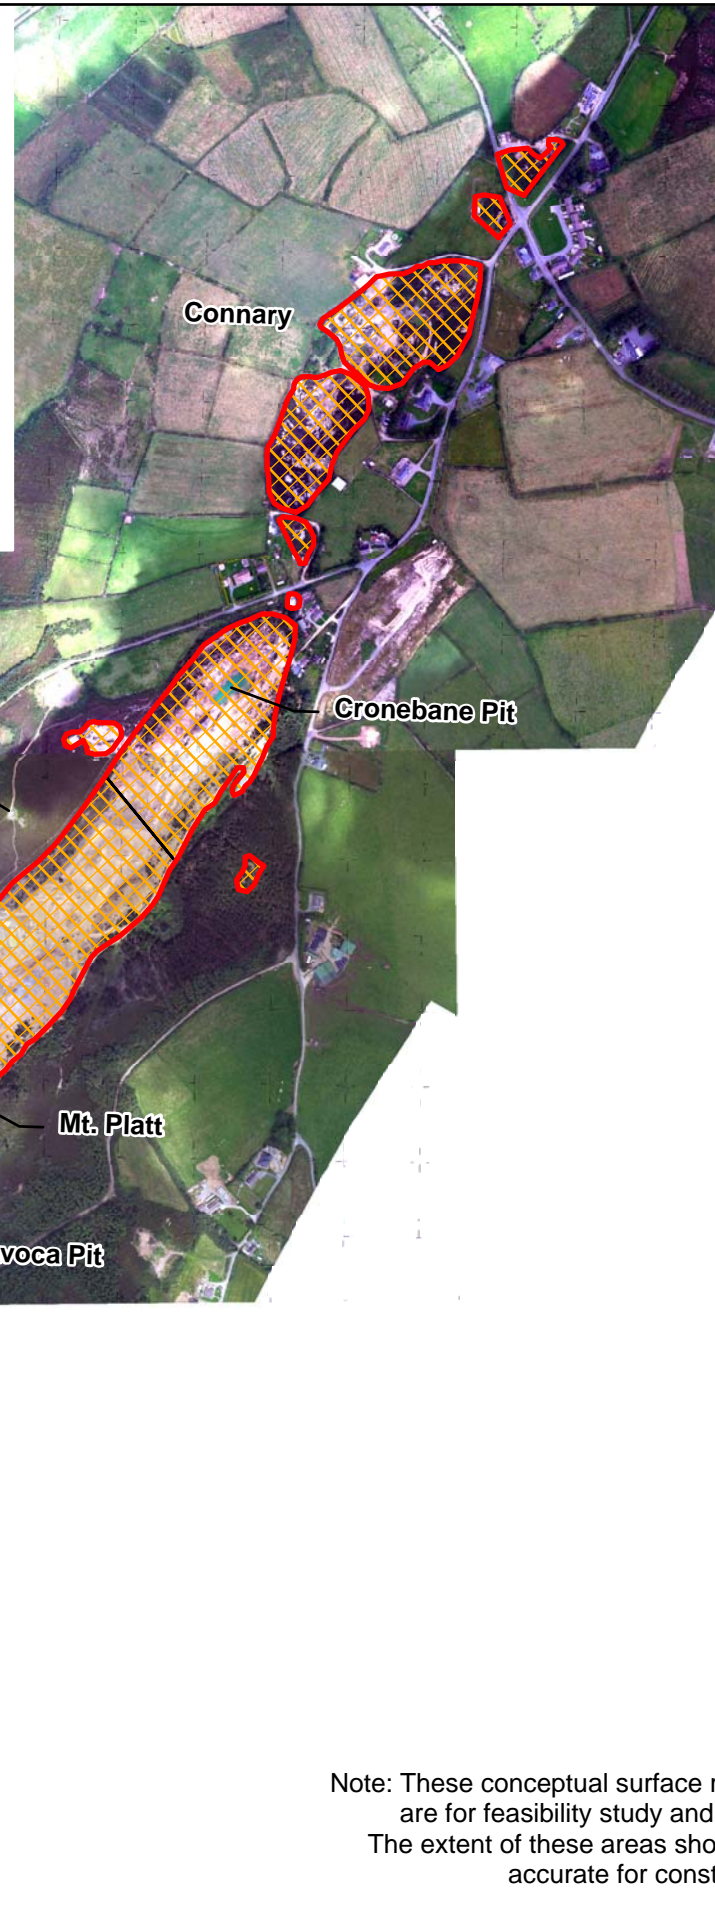 Connary
Cronebane Pit
Mt. Platt
voca Pit
Note: These conceptual surface
are for feasibility study and
The extent of these areas sho
accurate for const